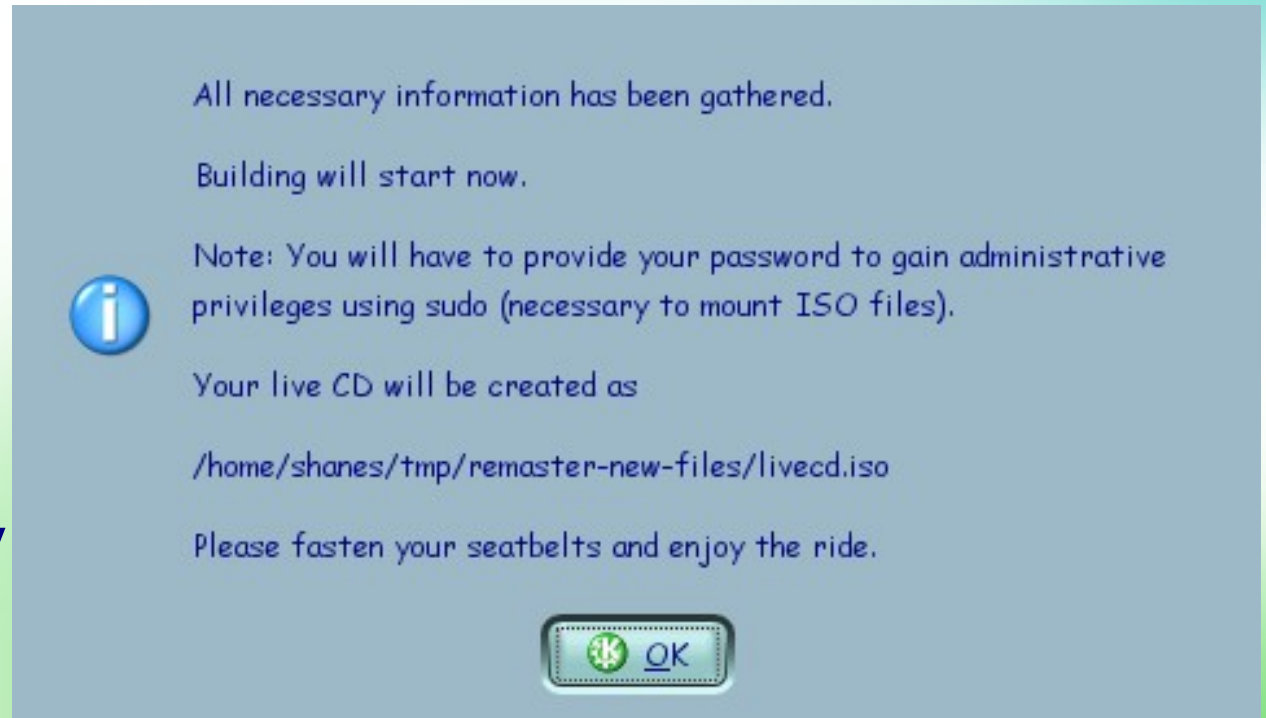 All necessary information has been gathered.
Building will start now.
Note: You will have to provide your password to gain administrative
privileges using sudo (necessary to mount ISO files).
Your live CD will be created as
/home/shanes/tmp/remaster-new-files/livecd.iso
Please fasten your seatbelts and enjoy the ride.
OK